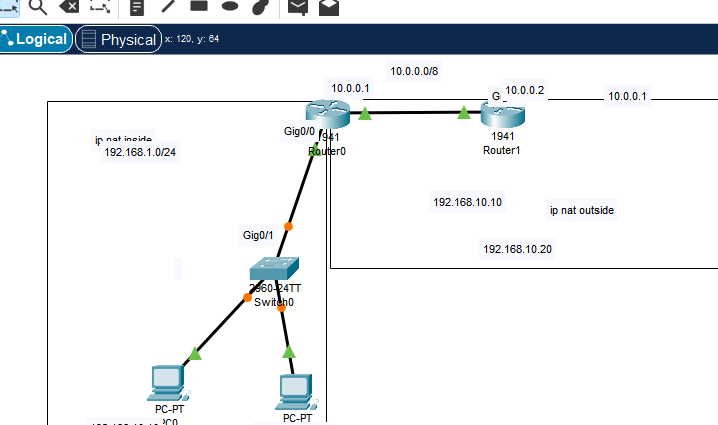 Logical
Physical
x: 120, y: 64
10.0.0.0/8
10.0.0.1
10.0.0.2
10.0.0.1
Gig0/0
1941
Router0
1941
Router1
ip nat inside
192.168.1.0/24
192.168.10.10
ip nat outside
Gig0/1
192.168.10.20
2960-24TT
Switch0
PC-PT
PC0
PC-PT